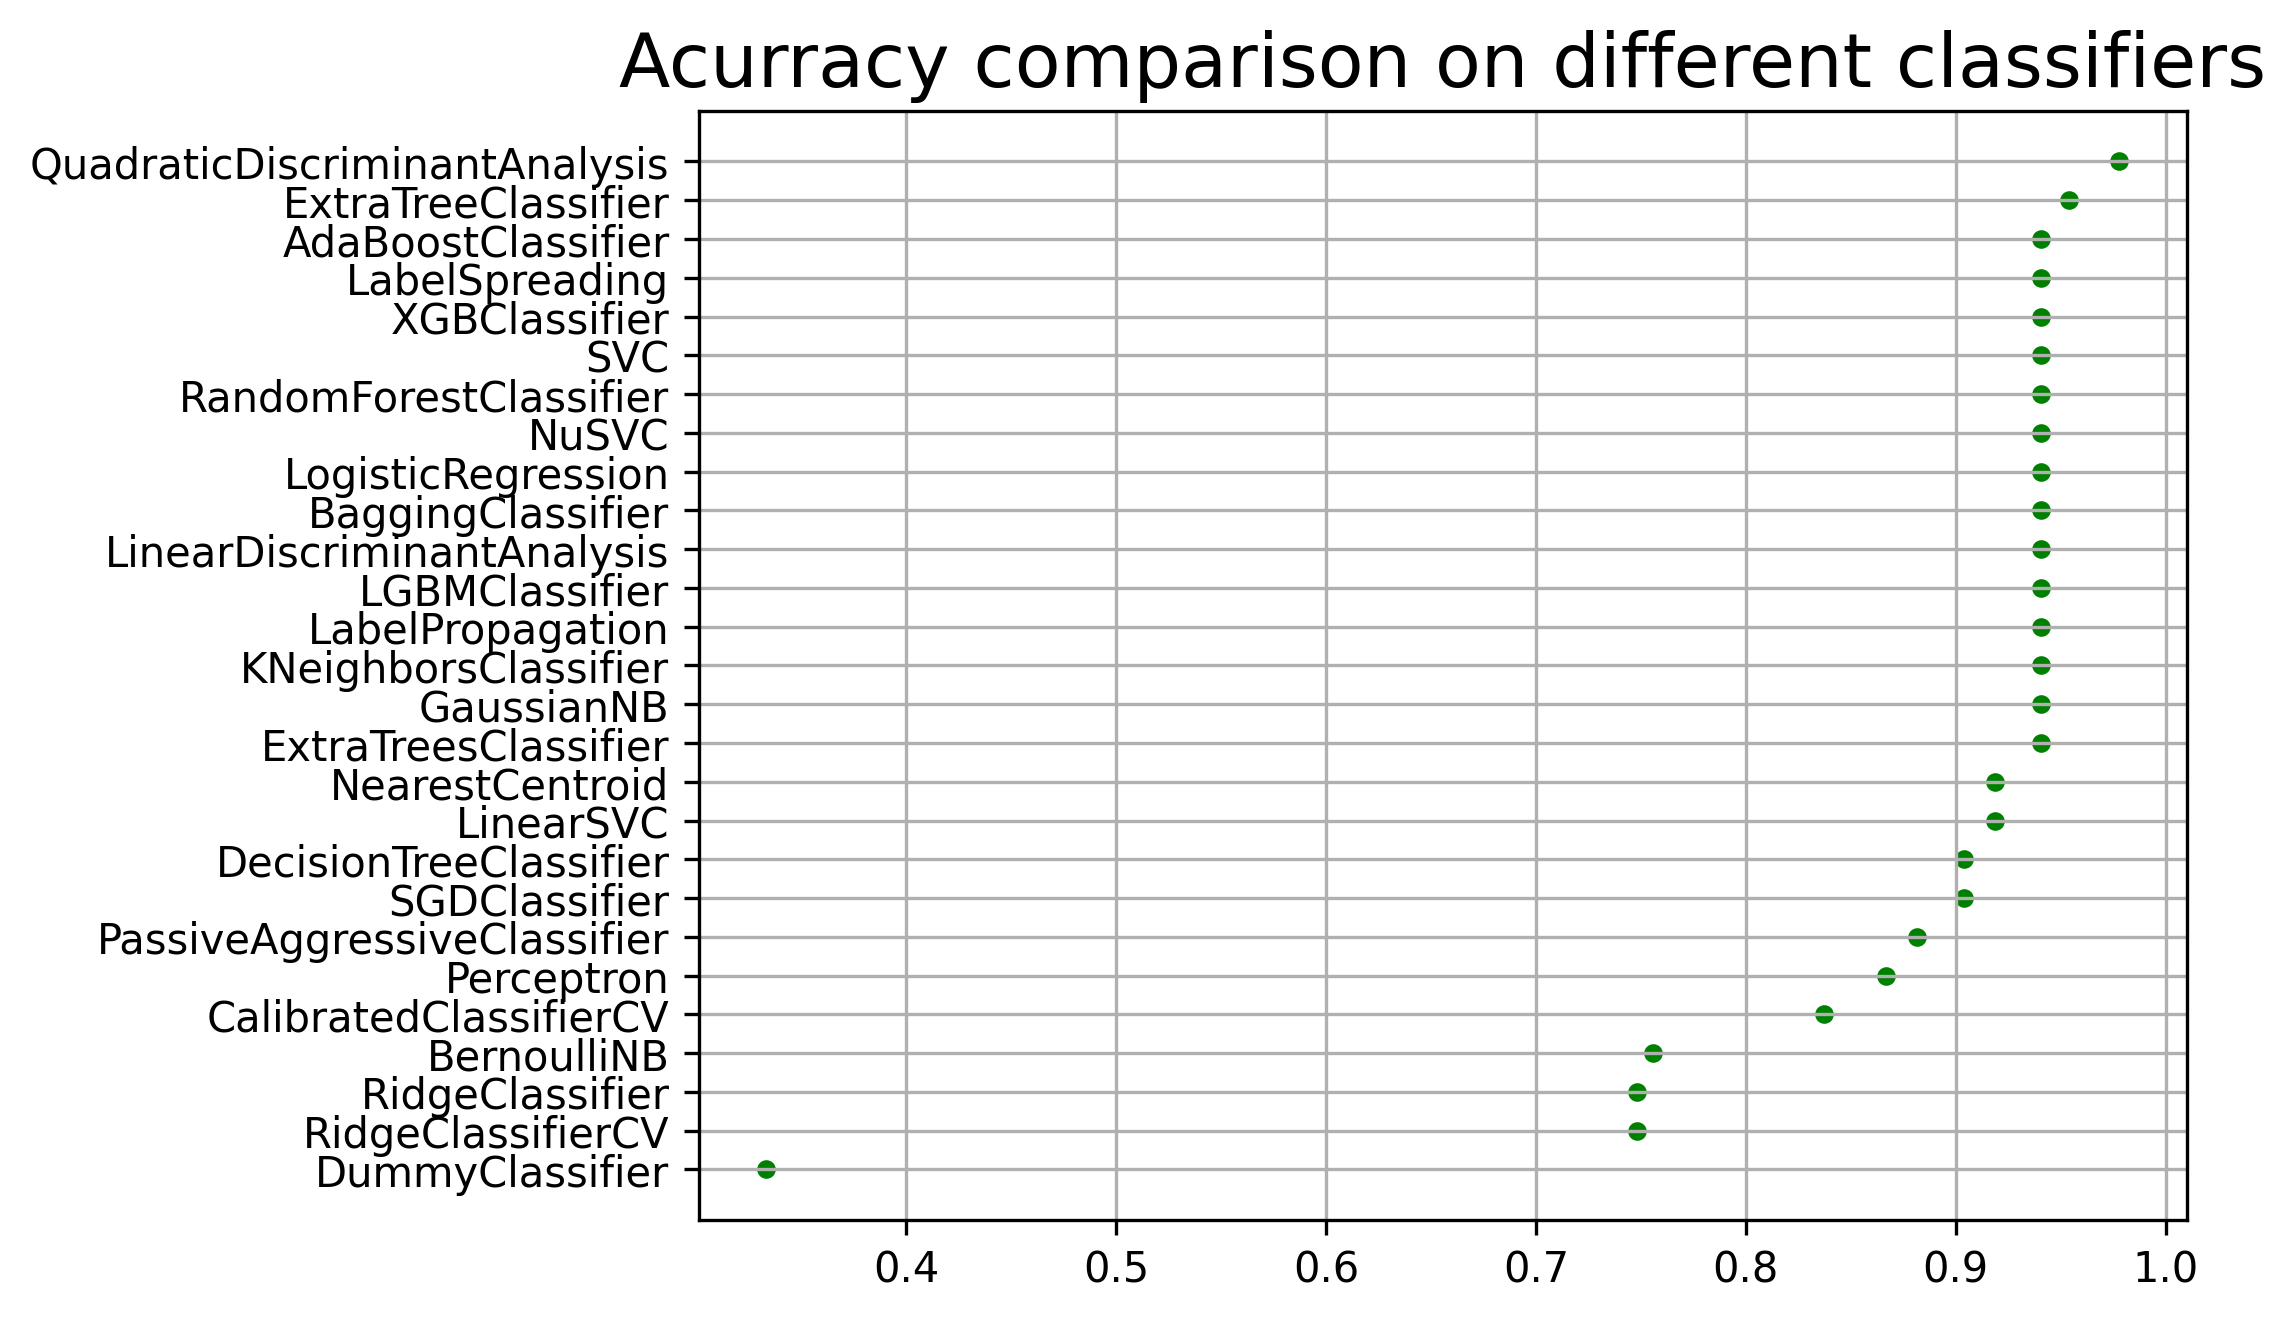 Acurracy comparison on different classifiers
QuadraticDiscriminantAnalysis
ExtraTreeClassifier
AdaBoostClassifier
LabelSpreading
XGBClassifier
SVC
RandomForestClassifier
NuSVC
LogisticRegression
BaggingClassifier
LinearDiscriminantAnalysis
LGBMClassifier
LabelPropagation
KNeighborsClassifier
GaussianNB
ExtraTreesClassifier
NearestCentroid
LinearSVC
DecisionTreeClassifier
SGDClassifier
PassiveAggressiveClassifier
Perceptron
CalibratedClassifierCV
BernoulliNB
RidgeClassifier
RidgeClassifierCV
DummyClassifier
0.4 0.5 0.6 0.7 0.8 0.9 1.0